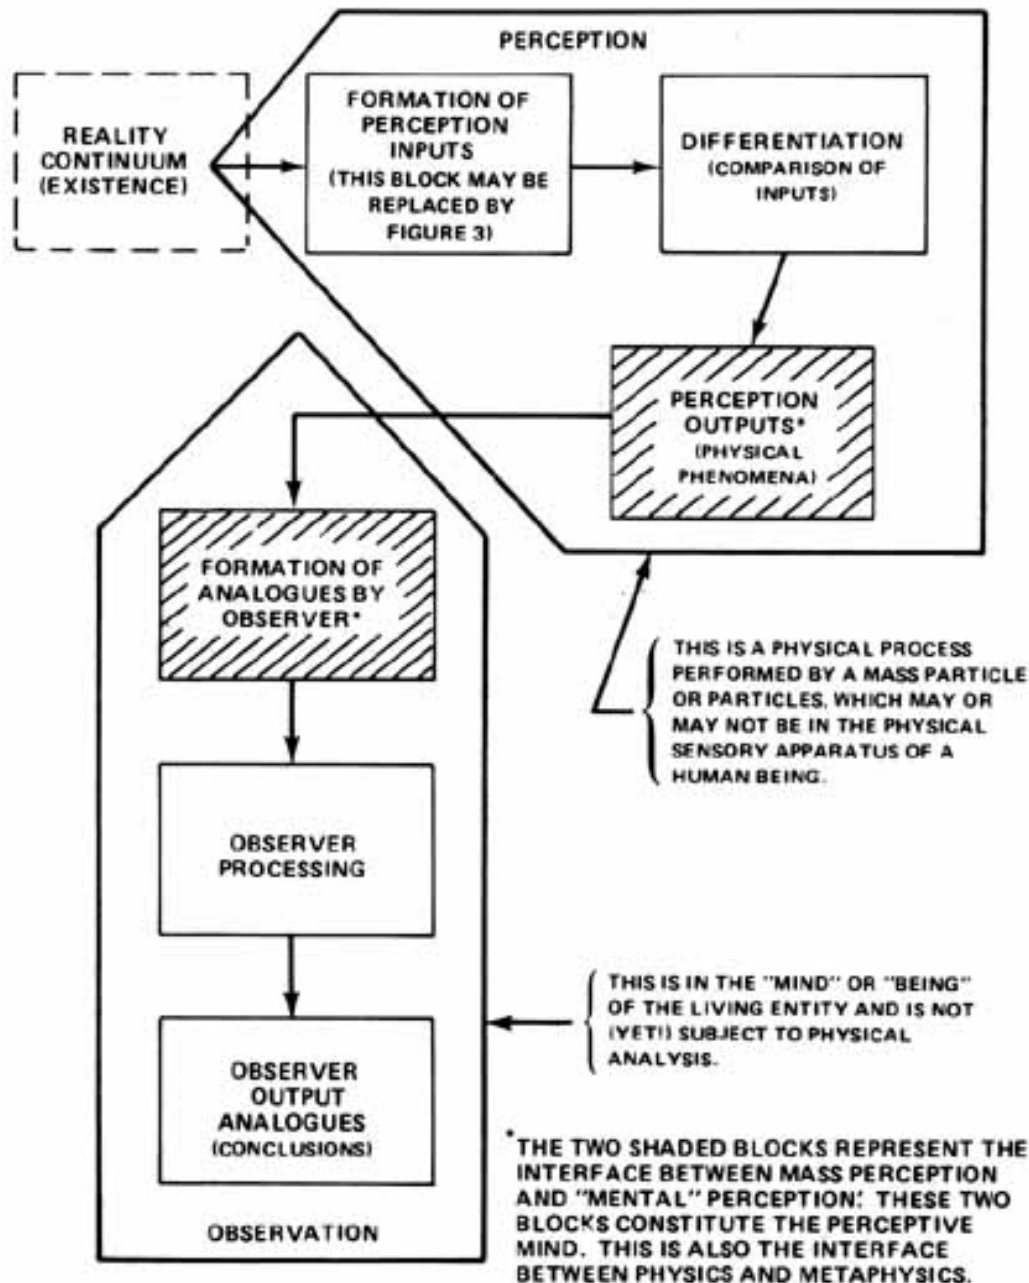 PERCEPTION
REALITY
CONTINUUM
(EXISTENCE)
FORMATION OF
PERCEPTION
INPUTS
(THIS BLOCK MAY BE
REPLACED BY
FIGURE 3)
DIFFERENTIATION
(COMPARISON OF
INPUTS)
PERCEPTION
OUTPUTS*
(PHYSICAL
PHENOMENA)
FORMATION OF
ANALOGUES BY
OBSERVER*
THIS IS A PHYSICAL PROCESS
PERFORMED BY A MASS PARTICLE
OR PARTICLES, WHICH MAY OR
MAY NOT BE IN THE PHYSICAL
SENSORY APPARATUS OF A
HUMAN BEING.
OBSERVER
PROCESSING
THIS IS IN THE "MIND" OR "BEING"
OF THE LIVING ENTITY AND IS NOT
(YET!) SUBJECT TO PHYSICAL
ANALYSIS.
OBSERVER
OUTPUT
ANALOGUES
(CONCLUSIONS)
OBSERVATION
*THE TWO SHADED BLOCKS REPRESENT THE
INTERFACE BETWEEN MASS PERCEPTION
AND "MENTAL" PERCEPTION. THESE TWO
BLOCKS CONSTITUTE THE PERCEPTIVE
MIND. THIS IS ALSO THE INTERFACE
BETWEEN PHYSICS AND METAPHYSICS.